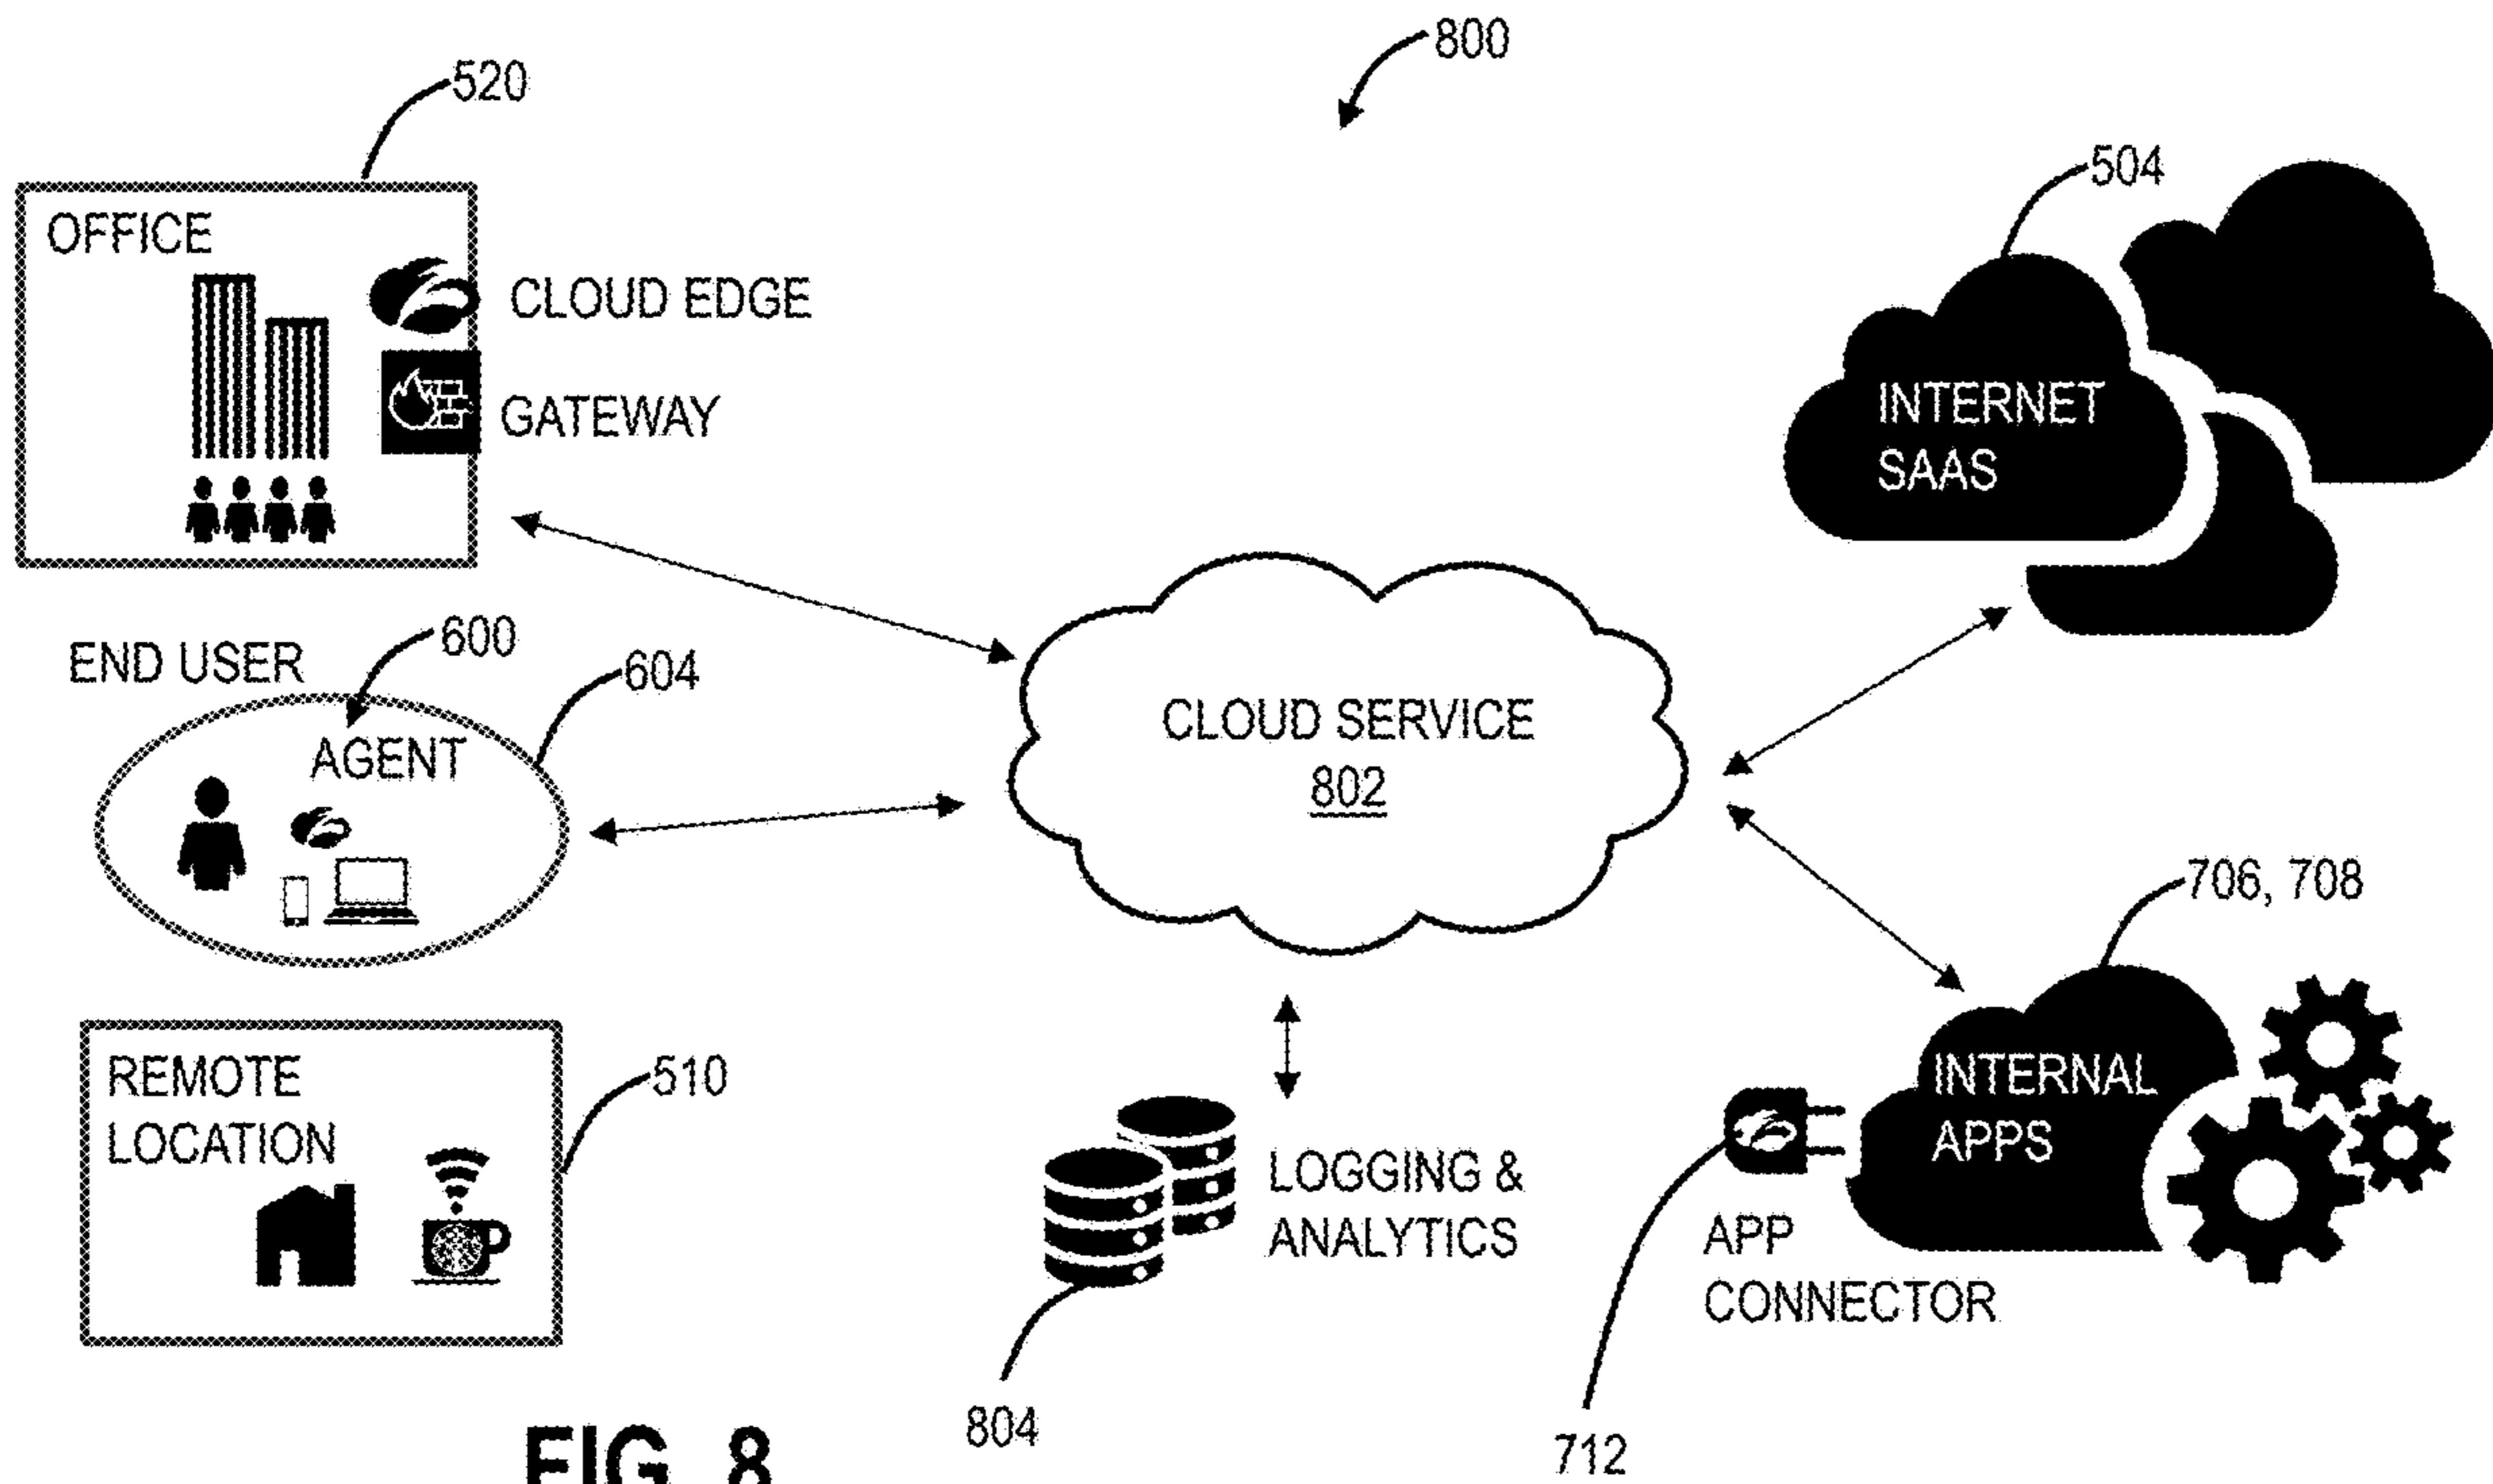 800
520
504
OFFICE
CLOUD EDGE
GATEWAY
INTERNET
SAAS
END USER
600
604
AGENT
CLOUD SERVICE
802
706, 708
REMOTE
LOCATION
510
INTERNAL
APPS
LOGGING &
ANALYTICS
APP
CONNECTOR
804
712
FIG. 8